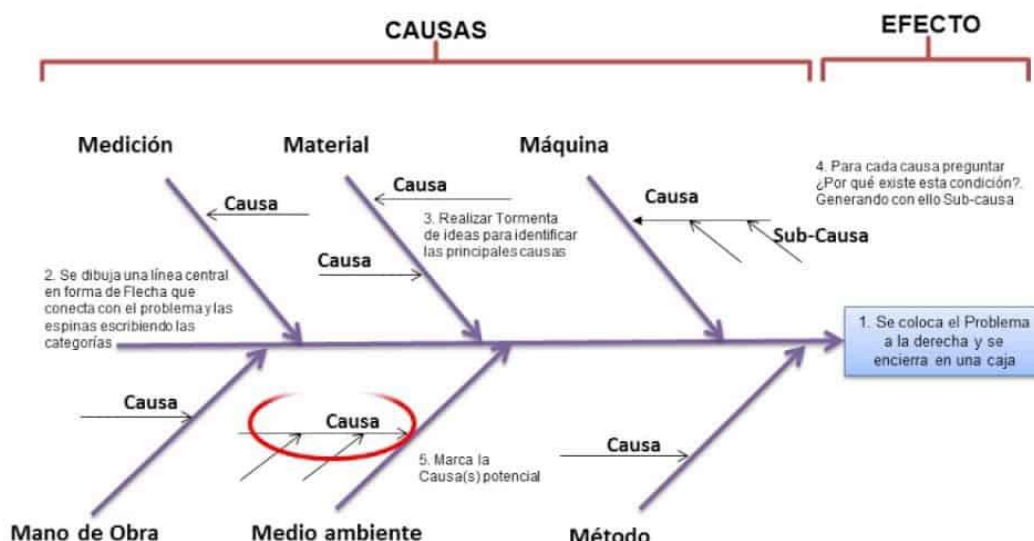 CAUSAS
EFECTO
Medición
Material
Máquina
4. Para cada causa preguntar
¿Por qué existe esta condición?.
Generando con ello Sub-causa
Causa
Causa
Causa
3. Realizar Tormenta
de ideas para identificar
las principales causas
Sub-Causa
Causa
2. Se dibuja una línea central
en forma de Flecha que
conecta con el problema y las
espinas escribiendo las
categorías
1. Se coloca el Problema
a la derecha y se
encierra en una caja
Causa
Causa
Causa
5. Marca la
Causa(s) potencial
Mano de Obra
Medio ambiente
Método